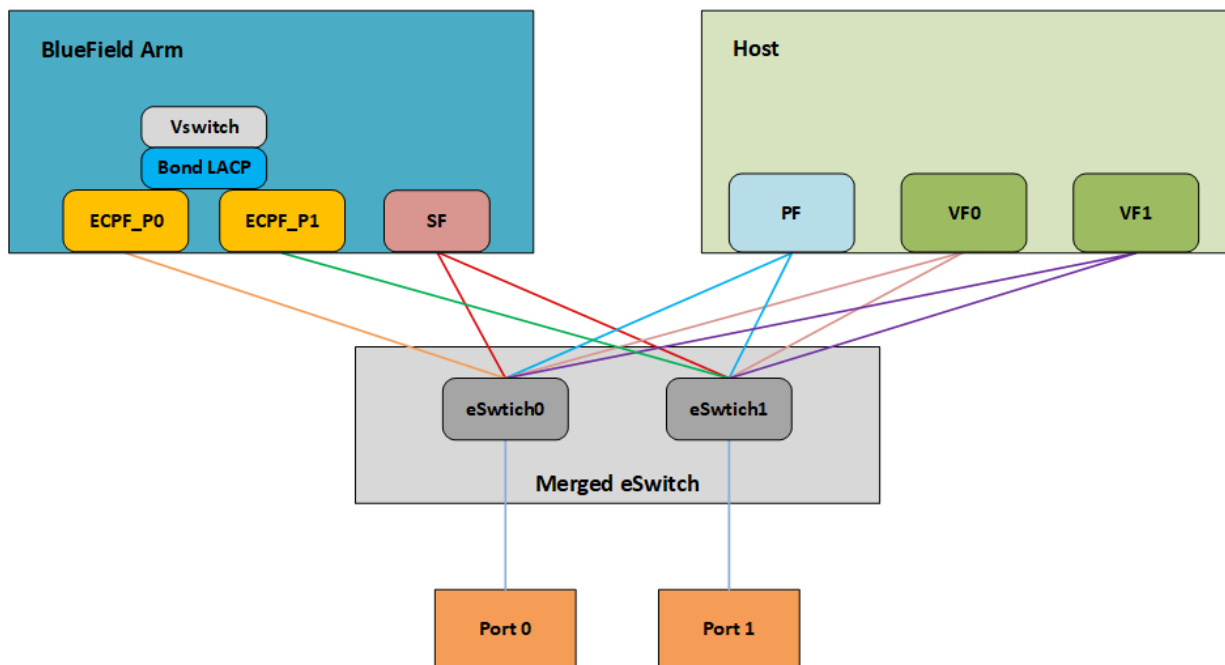 BlueField Arm
Host
Vswitch
Bond LACP
ECPF_P0
ECPF_P1
SF
PF
VF0
VF1
eSwtich0
eSwtich1
Merged eSwitch
Port 0
Port 1